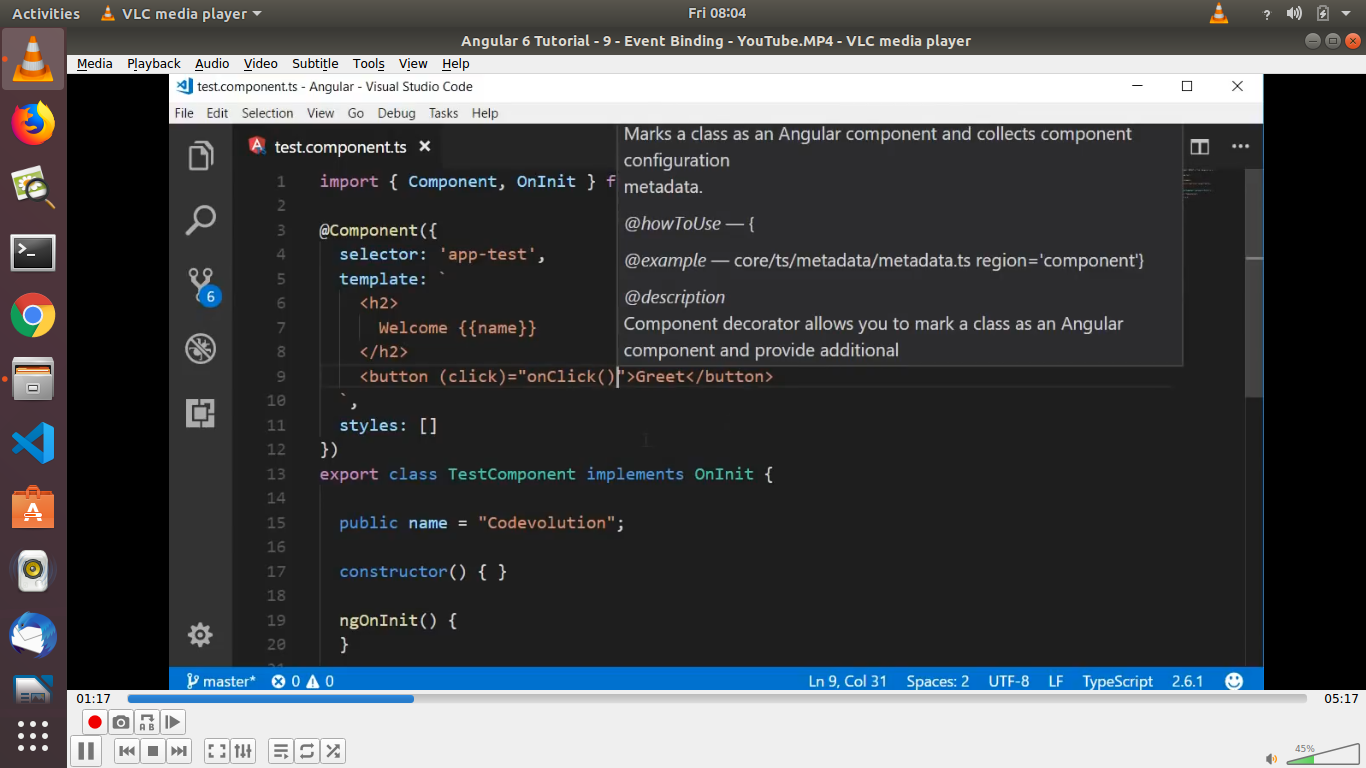 Activities
VLC media player
Fri 08:04
?
Angular 6 Tutorial - 9 - Event Binding - YouTube.MP4 - VLC media player
Media Playback Audio Video Subtitle Tools View Help
test.component.ts - Angular - Visual Studio Code
File Edit Selection View Go Debug Tasks Help
test.component.ts
Marks a class as an Angular component and collects component
configuration
metadata.
@howToUse — {
@example — core/ts/metadata/metadata.ts region='component'}
@description
Component decorator allows you to mark a class as an Angular
component and provide additional
1 import { Component, OnInit } f
2
3 @Component({
4 selector: 'app-test',
5 template: `
6 <h2>
7 Welcome {{name}}
8 </h2>
9 <button (click)="onClick()">Greet</button>
10 `,
11 styles: []
12 })
13 export class TestComponent implements OnInit {
14
15 public name = "Codevolution";
16
17 constructor() { }
18
19 ngOnInit() {
20 }
6
master* 0 0 Ln 9, Col 31 Spaces: 2 UTF-8 LF TypeScript 2.6.1
01:17 05:17
A B
45%